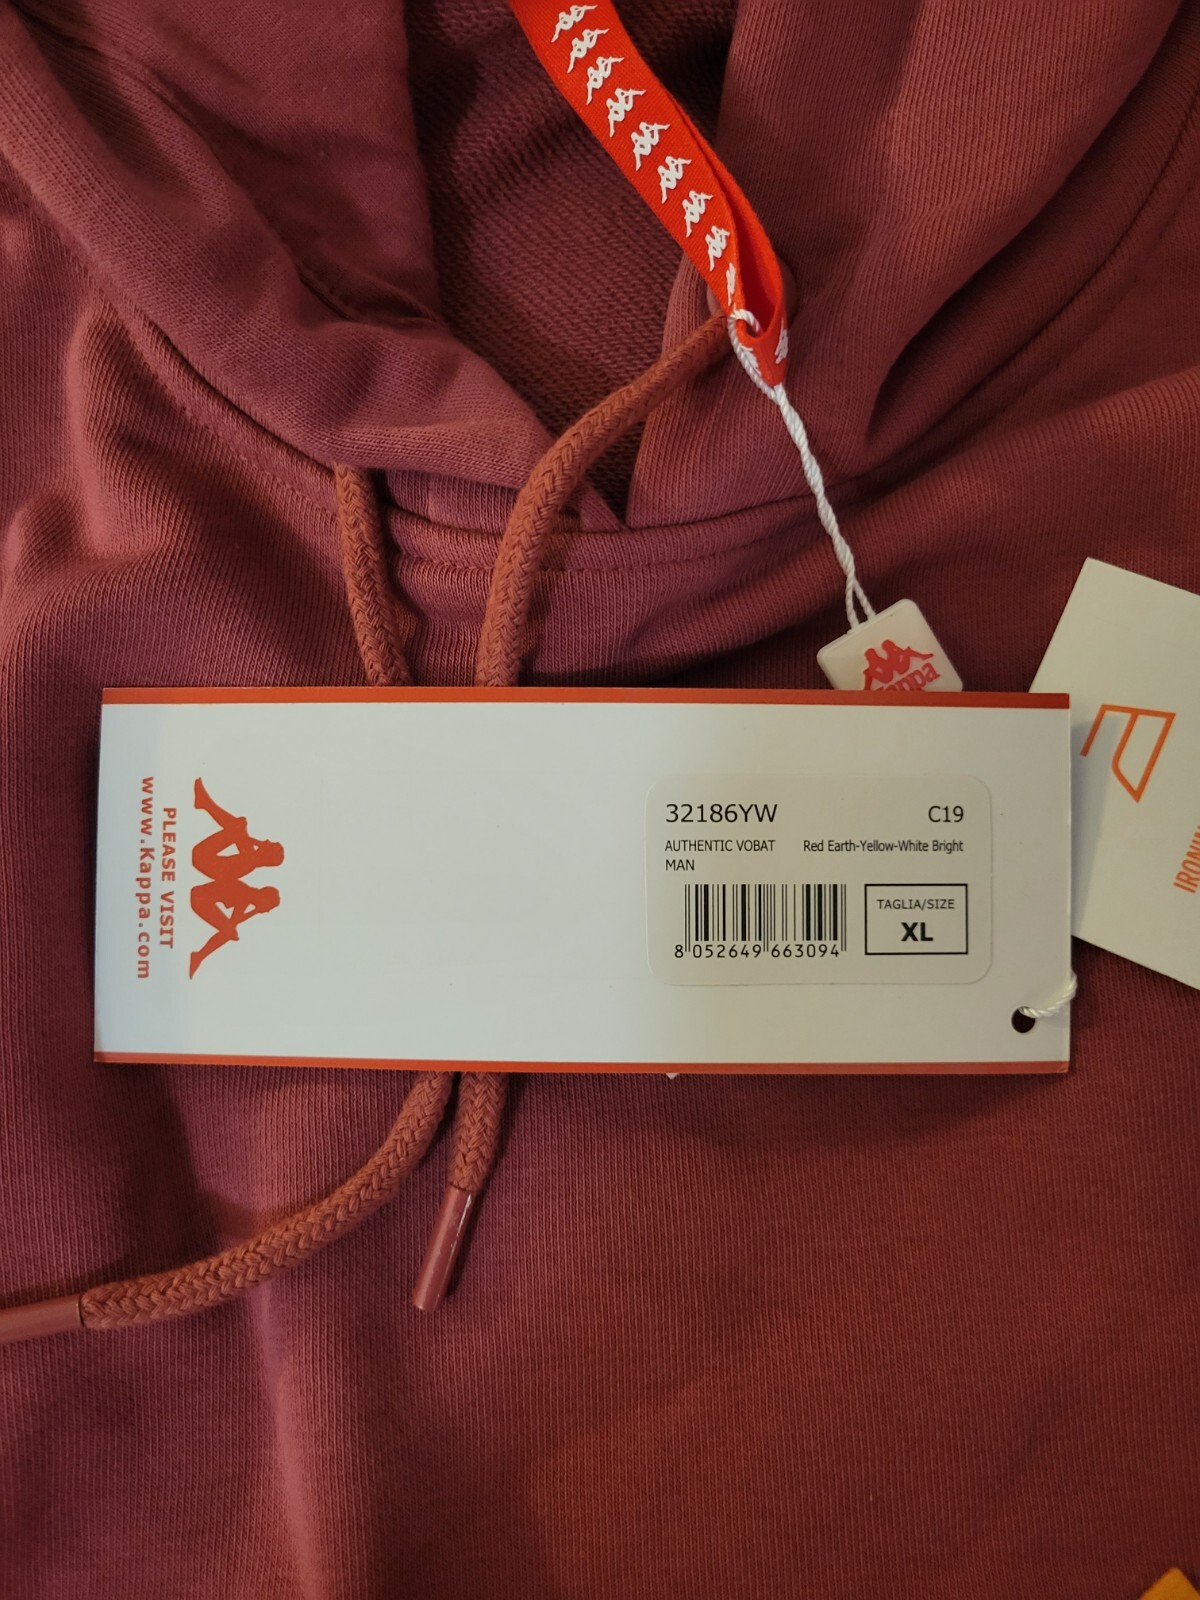 Kappa
PLEASE VISIT
www.Kappa.com
32186YW C19
AUTHENTIC VOBAT Red Earth-Yellow-White Bright
MAN
TAGLIA/SIZE
XL
8 052649 663094